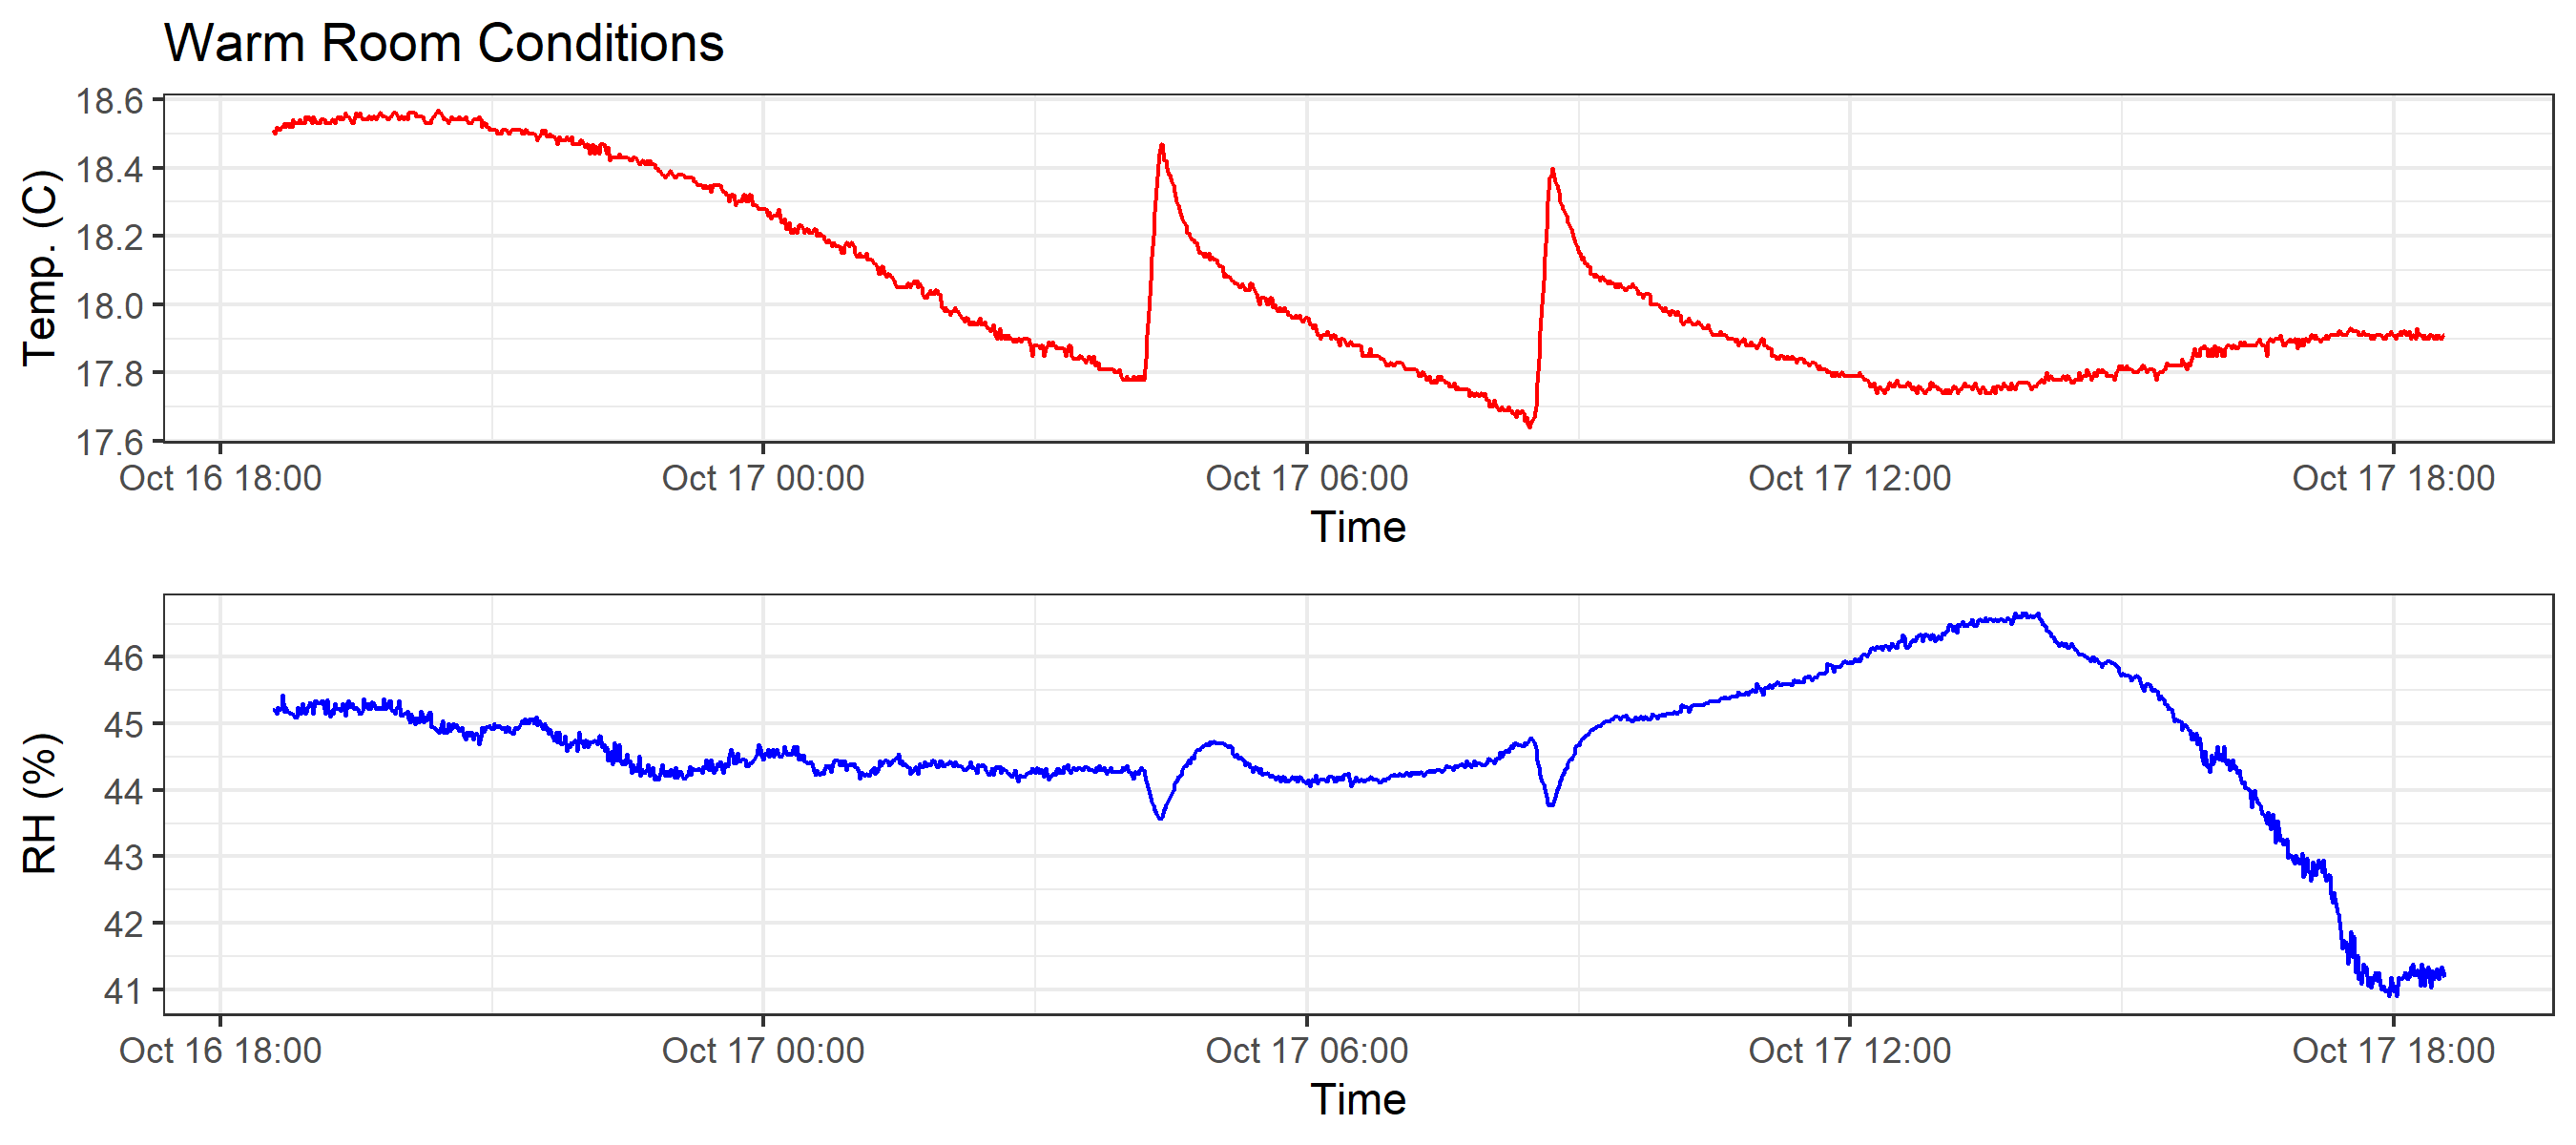 Warm Room Conditions
Temp. (C)
18.6
18.4
18.2
18.0
17.8
17.6
Oct 16 18:00 Oct 17 00:00 Oct 17 06:00 Oct 17 12:00 Oct 17 18:00
Time
RH (%)
46
45
44
43
42
41
Oct 16 18:00 Oct 17 00:00 Oct 17 06:00 Oct 17 12:00 Oct 17 18:00
Time